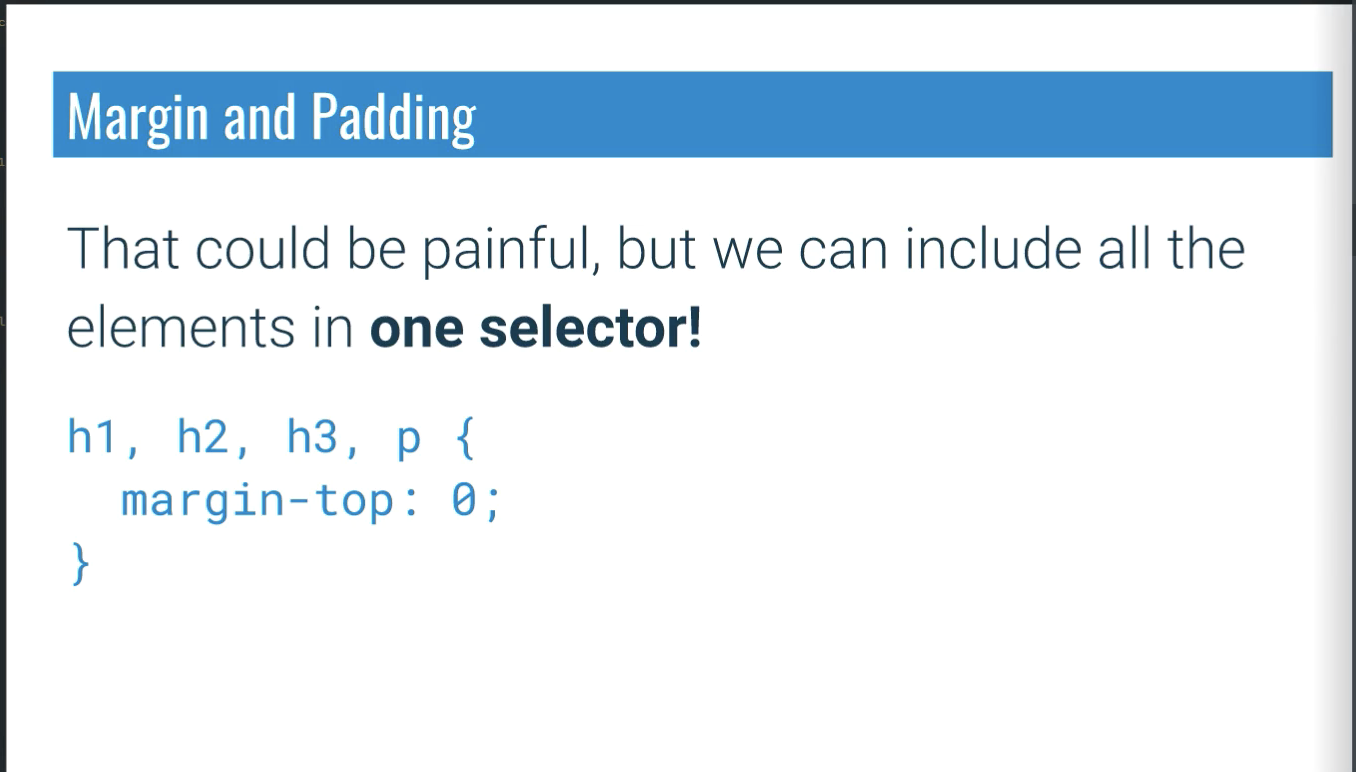 Margin and Padding
That could be painful, but we can include all the
elements in one selector!
h1, h2, h3, p {
  margin-top: 0;
}